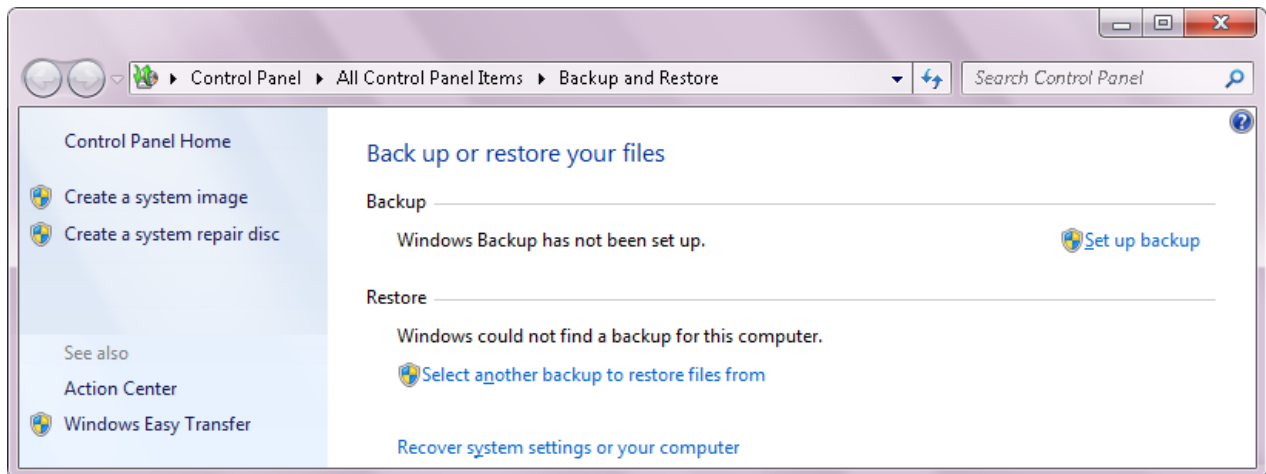 Control Panel ▸ All Control Panel Items ▸ Backup and Restore
Search Control Panel
Control Panel Home
Create a system image
Create a system repair disc
See also
Action Center
Windows Easy Transfer
Back up or restore your files
Backup
Windows Backup has not been set up.
Set up backup
Restore
Windows could not find a backup for this computer.
Select another backup to restore files from
Recover system settings or your computer